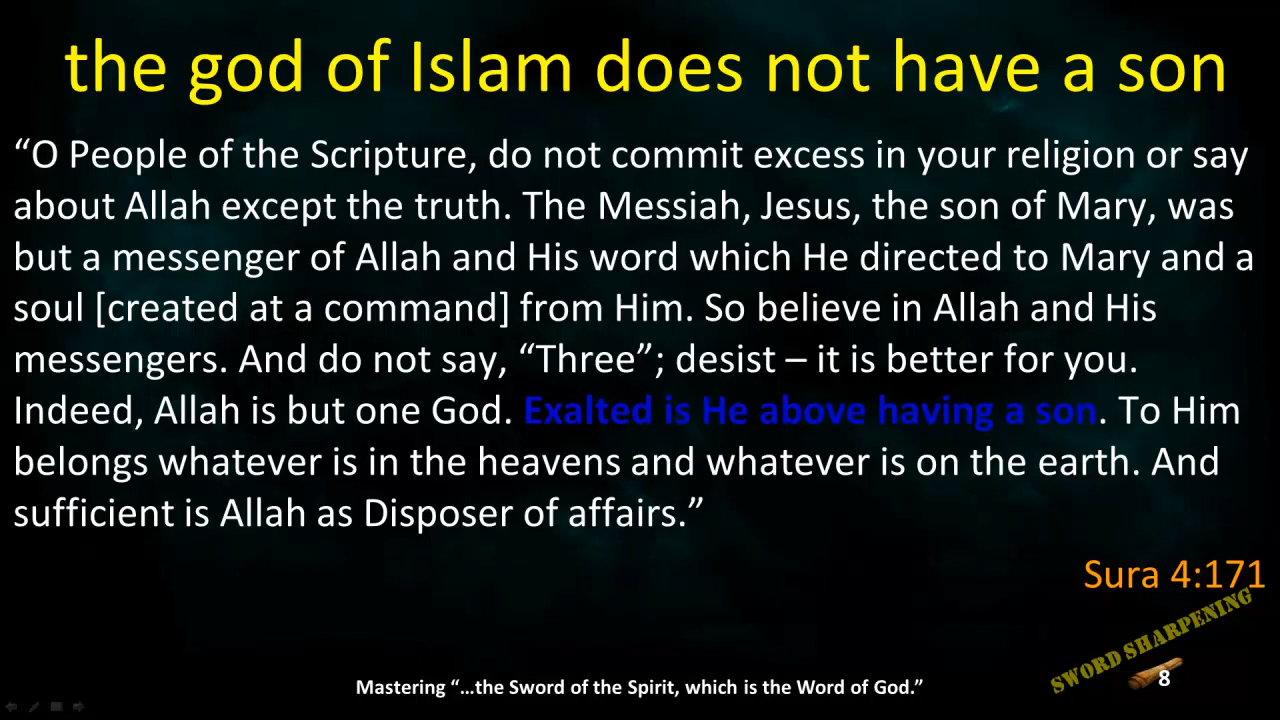 the god of Islam does not have a son
“O People of the Scripture, do not commit excess in your religion or say
about Allah except the truth. The Messiah, Jesus, the son of Mary, was
but a messenger of Allah and His word which He directed to Mary and a
soul [created at a command] from Him. So believe in Allah and His
messengers. And do not say, “Three”; desist – it is better for you.
Indeed, Allah is but one God. Exalted is He above having a son. To Him
belongs whatever is in the heavens and whatever is on the earth. And
sufficient is Allah as Disposer of affairs.”
Sura 4:171
SWORD SHARPENING
Mastering “…the Sword of the Spirit, which is the Word of God.”
8